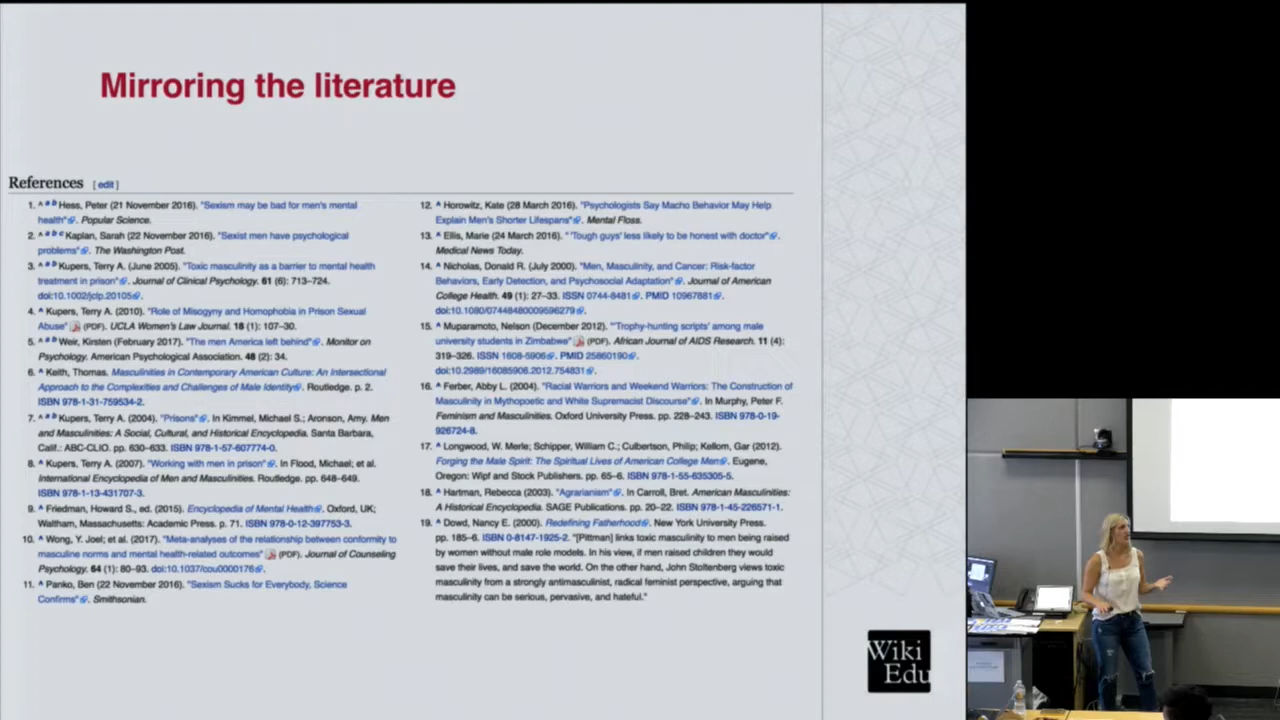 Mirroring the literature
References [ edit ]
1. ^ a b Hess, Peter (21 November 2016). "Sexism may be bad for men's mental
health". Popular Science.
2. ^ a b c Kaplan, Sarah (22 November 2016). "Sexist men have psychological
problems". The Washington Post.
3. ^ a b Kupers, Terry A. (June 2005). "Toxic masculinity as a barrier to mental health
treatment in prison". Journal of Clinical Psychology. 61 (6): 713–724.
doi:10.1002/jclp.20105.
4. ^ Kupers, Terry A. (2010). "Role of Misogyny and Homophobia in Prison Sexual
Abuse" (PDF). UCLA Women's Law Journal. 18 (1): 107–30.
5. ^ a b Weir, Kirsten (February 2017). "The men America left behind". Monitor on
Psychology. American Psychological Association. 48 (2): 34.
6. ^ Keith, Thomas. Masculinities in Contemporary American Culture: An Intersectional
Approach to the Complexities and Challenges of Male Identity. Routledge. p. 2.
ISBN 978-1-31-759534-2.
7. ^ Kupers, Terry A. (2004). "Prisons". In Kimmel, Michael S.; Aronson, Amy. Men
and Masculinities: A Social, Cultural, and Historical Encyclopedia. Santa Barbara,
Calif.: ABC-CLIO. pp. 630–633. ISBN 978-1-57-607774-0.
8. ^ Kupers, Terry A. (2007). "Working with men in prison". In Flood, Michael; et al.
International Encyclopedia of Men and Masculinities. Routledge. pp. 648–649.
ISBN 978-1-13-431707-3.
9. ^ Friedman, Howard S., ed. (2015). Encyclopedia of Mental Health. Oxford, UK;
Waltham, Massachusetts: Academic Press. p. 71. ISBN 978-0-12-397753-3.
10. ^ Wong, Y. Joel; et al. (2017). "Meta-analyses of the relationship between conformity to
masculine norms and mental health-related outcomes" (PDF). Journal of Counseling
Psychology. 64 (1): 80–93. doi:10.1037/cou0000176.
11. ^ Panko, Ben (22 November 2016). "Sexism Sucks for Everybody, Science
Confirms". Smithsonian.
12. ^ Horowitz, Kate (28 March 2016). "Psychologists Say Macho Behavior May Help
Explain Men's Shorter Lifespans". Mental Floss.
13. ^ Ellis, Marie (24 March 2016). "'Tough guys' less likely to be honest with doctor".
Medical News Today.
14. ^ Nicholas, Donald R. (July 2000). "Men, Masculinity, and Cancer: Risk-factor
Behaviors, Early Detection, and Psychosocial Adaptation". Journal of American
College Health. 49 (1): 27–33. ISSN 0744-8481. PMID 10967881.
doi:10.1080/07448480009596279.
15. ^ Muparamoto, Nelson (December 2012). "'Trophy-hunting scripts' among male
university students in Zimbabwe" (PDF). African Journal of AIDS Research. 11 (4):
319–326. ISSN 1608-5906. PMID 25860190.
doi:10.2989/16085906.2012.754831.
16. ^ Ferber, Abby L. (2004). "Racial Warriors and Weekend Warriors: The Construction of
Masculinity in Mythopoetic and White Supremacist Discourse". In Murphy, Peter F.
Feminism and Masculinities. Oxford University Press. pp. 228–243. ISBN 978-0-19-
926724-8.
17. ^ Longwood, W. Merle; Schipper, William C.; Culbertson, Philip; Kellom, Gar (2012).
Forging the Male Spirit: The Spiritual Lives of American College Men. Eugene,
Oregon: Wipf and Stock Publishers. pp. 65–6. ISBN 978-1-55-635305-5.
18. ^ Hartman, Rebecca (2003). "Agrarianism". In Carroll, Bret. American Masculinities:
A Historical Encyclopedia. SAGE Publications. pp. 20–22. ISBN 978-1-45-226571-1.
19. ^ Dowd, Nancy E. (2000). Redefining Fatherhood. New York University Press.
pp. 185–6. ISBN 0-8147-1925-2. "[Pittman] links toxic masculinity to men being raised
by women without male role models. In his view, if men raised children they would
save their lives, and save the world. On the other hand, John Stoltenberg views toxic
masculinity from a strongly antimasculinist, radical feminist perspective, arguing that
masculinity can be serious, pervasive, and hateful."
Wiki
Edu